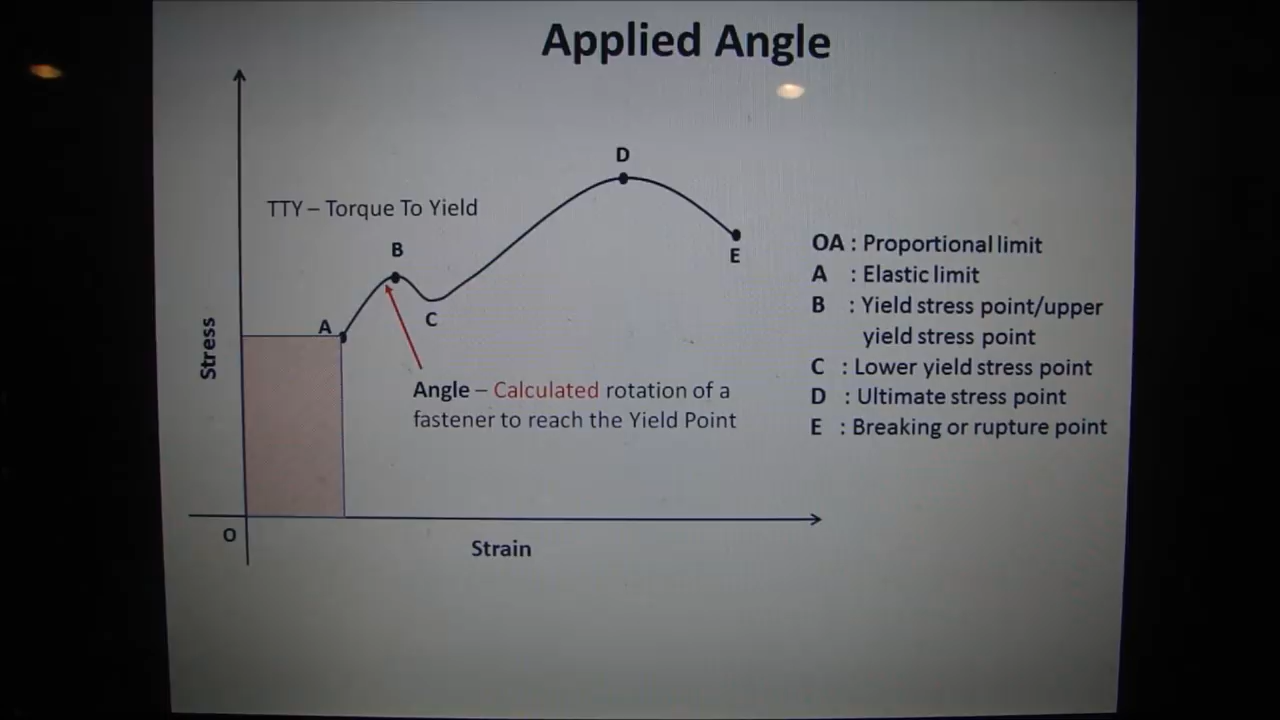 Applied Angle
D
TTY – Torque To Yield
B
E
A
C
Stress
Angle – Calculated rotation of a
fastener to reach the Yield Point
O
Strain
OA : Proportional limit
A : Elastic limit
B : Yield stress point/upper
yield stress point
C : Lower yield stress point
D : Ultimate stress point
E : Breaking or rupture point